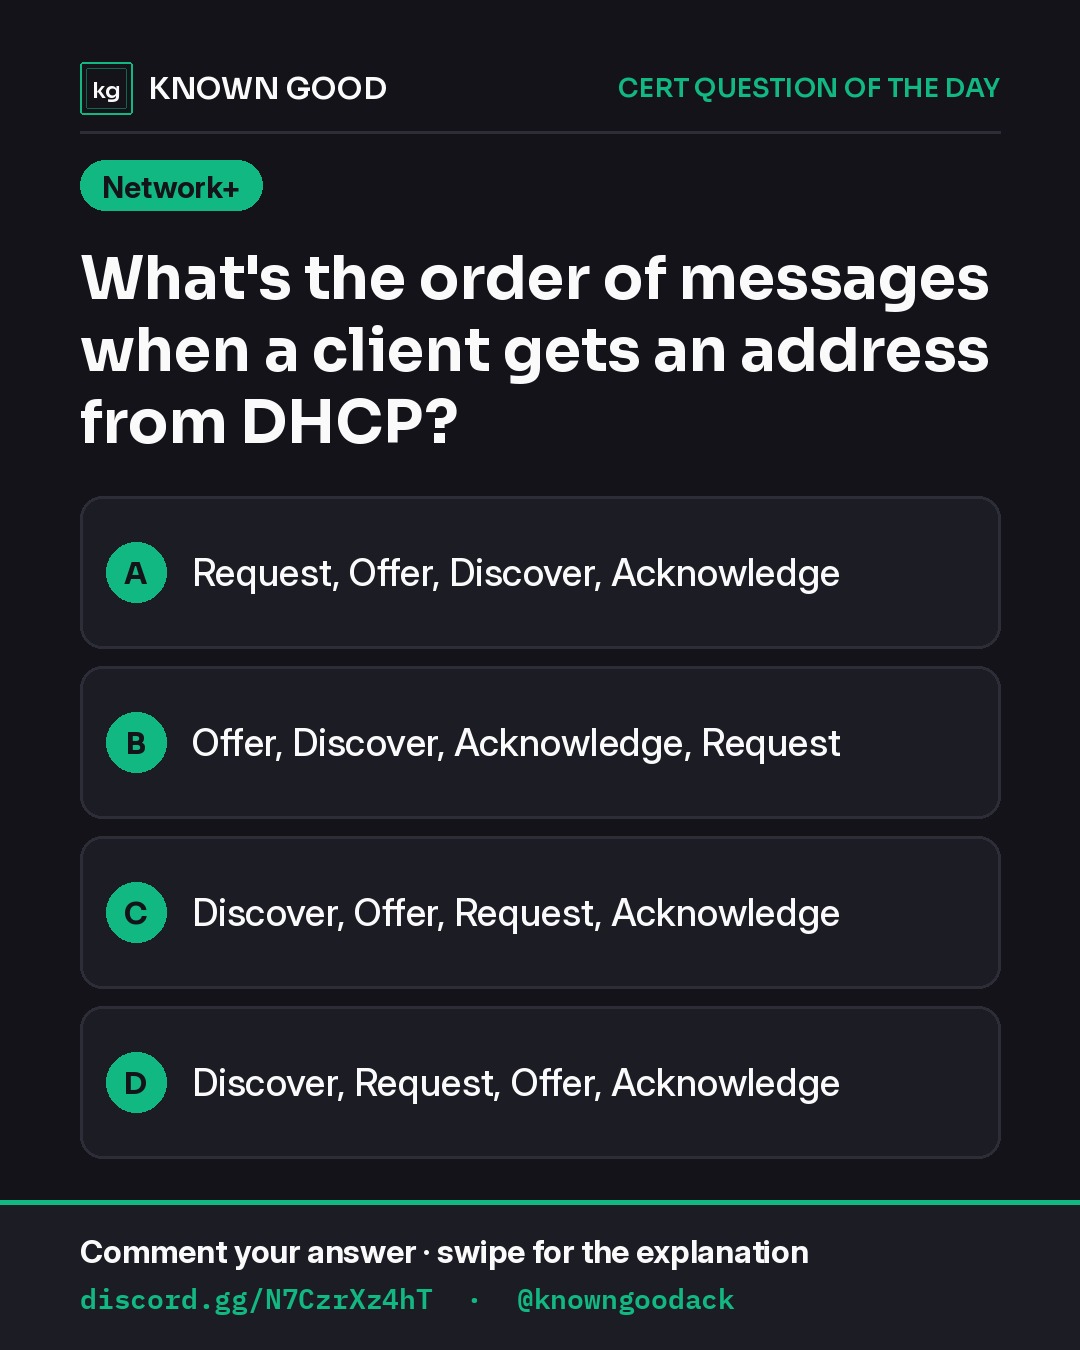 kg KNOWN GOOD
CERT QUESTION OF THE DAY
Network+
What's the order of messages
when a client gets an address
from DHCP?
A Request, Offer, Discover, Acknowledge
B Offer, Discover, Acknowledge, Request
C Discover, Offer, Request, Acknowledge
D Discover, Request, Offer, Acknowledge
Comment your answer · swipe for the explanation
discord.gg/N7CzrXz4hT · @knowngoodack